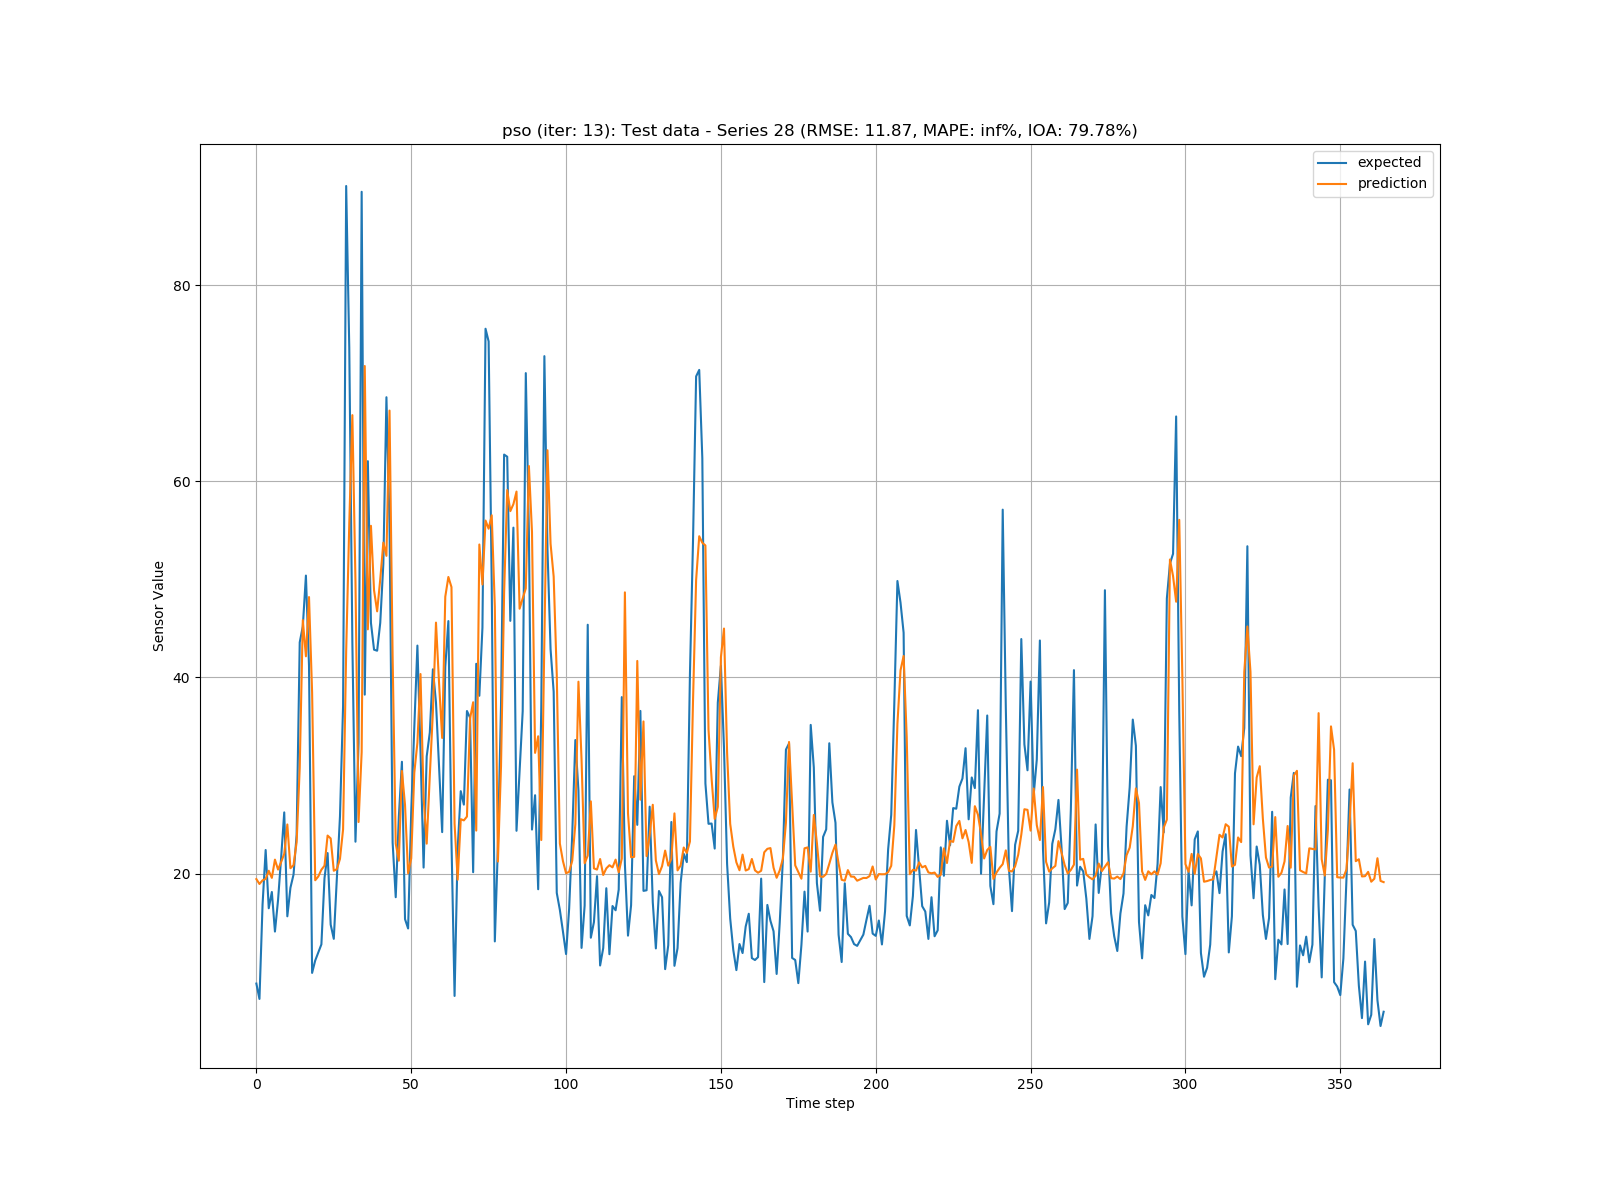 pso (iter: 13): Test data - Series 28 (RMSE: 11.87, MAPE: inf%, IOA: 79.78%)
expected
prediction
80
60
40
20
Sensor Value
0 50 100 150 200 250 300 350
Time step